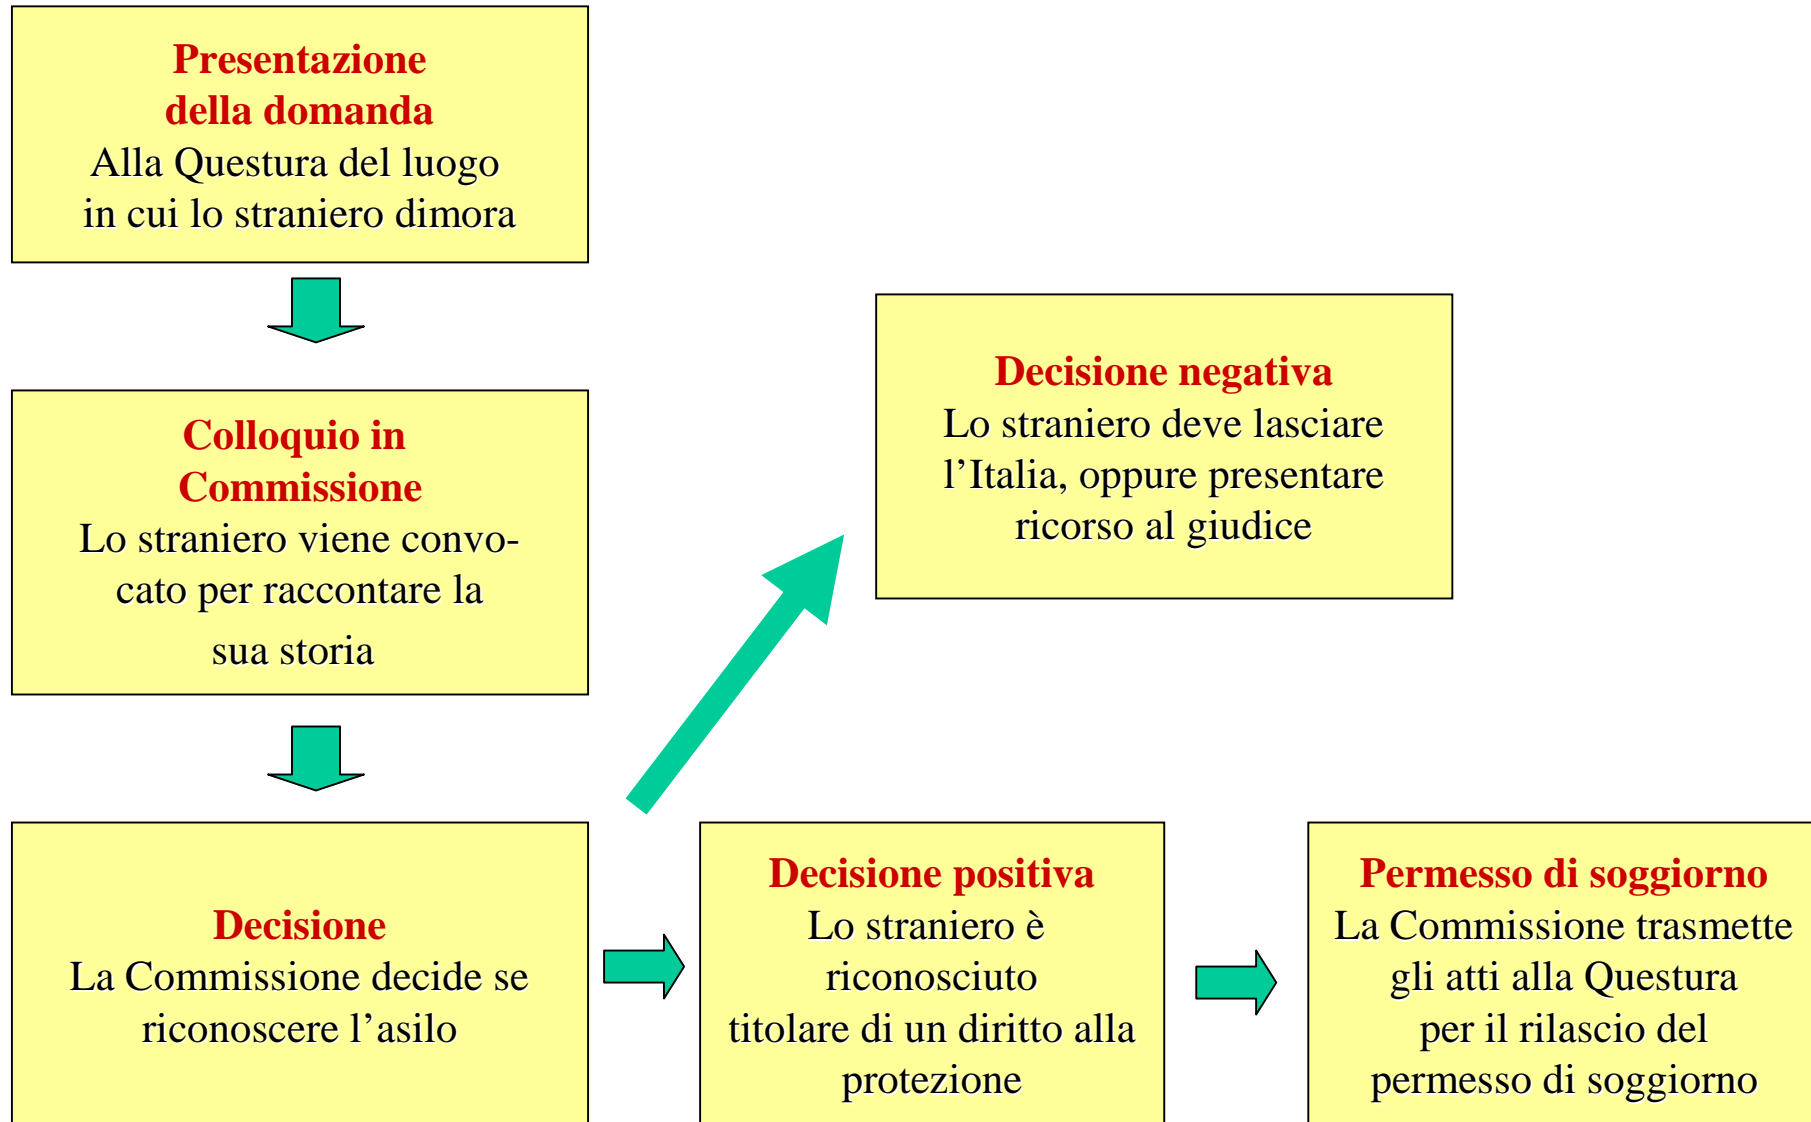 Presentazione
della domanda
Alla Questura del luogo
in cui lo straniero dimora
Colloquio in
Commissione
Lo straniero viene convo-
cato per raccontare la
sua storia
Decisione negativa
Lo straniero deve lasciare
l’Italia, oppure presentare
ricorso al giudice
Decisione
La Commissione decide se
riconoscere l’asilo
Decisione positiva
Lo straniero è
riconosciuto
titolare di un diritto alla
protezione
Permesso di soggiorno
La Commissione trasmette
gli atti alla Questura
per il rilascio del
permesso di soggiorno